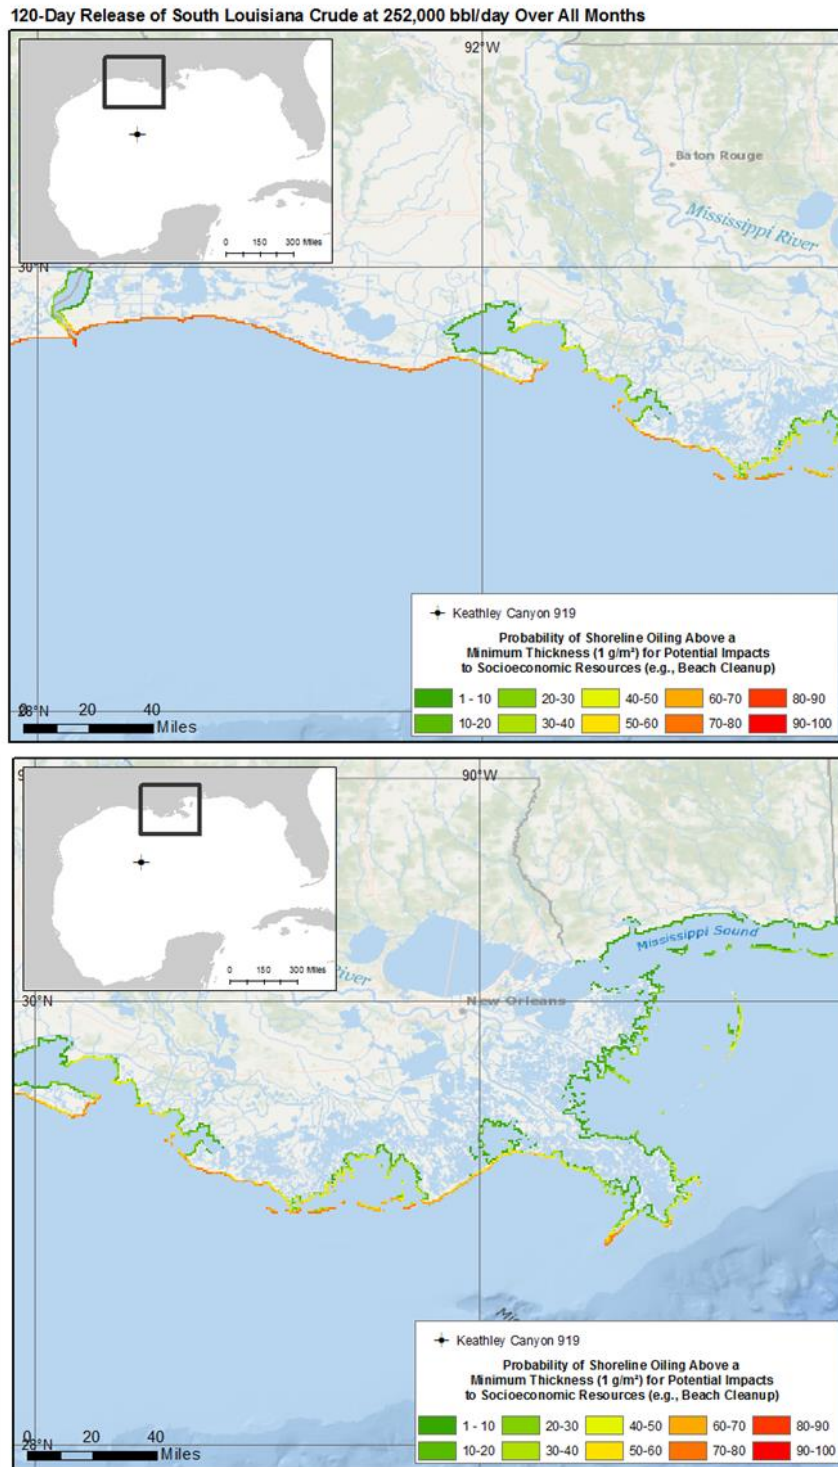 120-Day Release of South Louisiana Crude at 252,000 bbl/day Over All Months
92°W
0 150 300 Miles
Baton Rouge
Mississippi River
30°N
Keathley Canyon 919
Probability of Shoreline Oiling Above a
Minimum Thickness (1 g/m²) for Potential Impacts
to Socioeconomic Resources (e.g., Beach Cleanup)
1 - 10 20-30 40-50 60-70 80-90
10-20 30-40 50-60 70-80 90-100
28°N
0 20 40
Miles
90°W
0 150 300 Miles
Mississippi Sound
River
30°N
New Orleans
Keathley Canyon 919
Probability of Shoreline Oiling Above a
Minimum Thickness (1 g/m²) for Potential Impacts
to Socioeconomic Resources (e.g., Beach Cleanup)
1 - 10 20-30 40-50 60-70 80-90
10-20 30-40 50-60 70-80 90-100
28°N
0 20 40
Miles